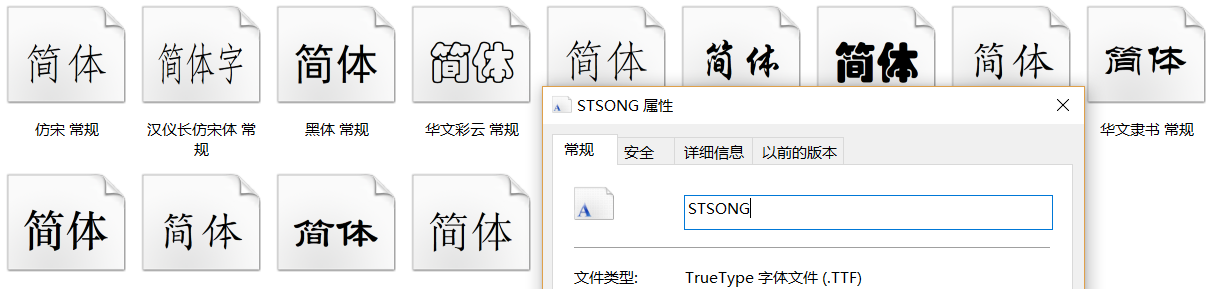 简体
简体字
简体
简体
简体
简体
简体
简体
简体
仿宋 常规
汉仪长仿宋体 常
规
黑体 常规
华文彩云 常规
华文隶书 常规
STSONG 属性
常规
安全
详细信息
以前的版本
STSONG
文件类型:
TrueType 字体文件 (.TTF)
简体
简体
简体
简体